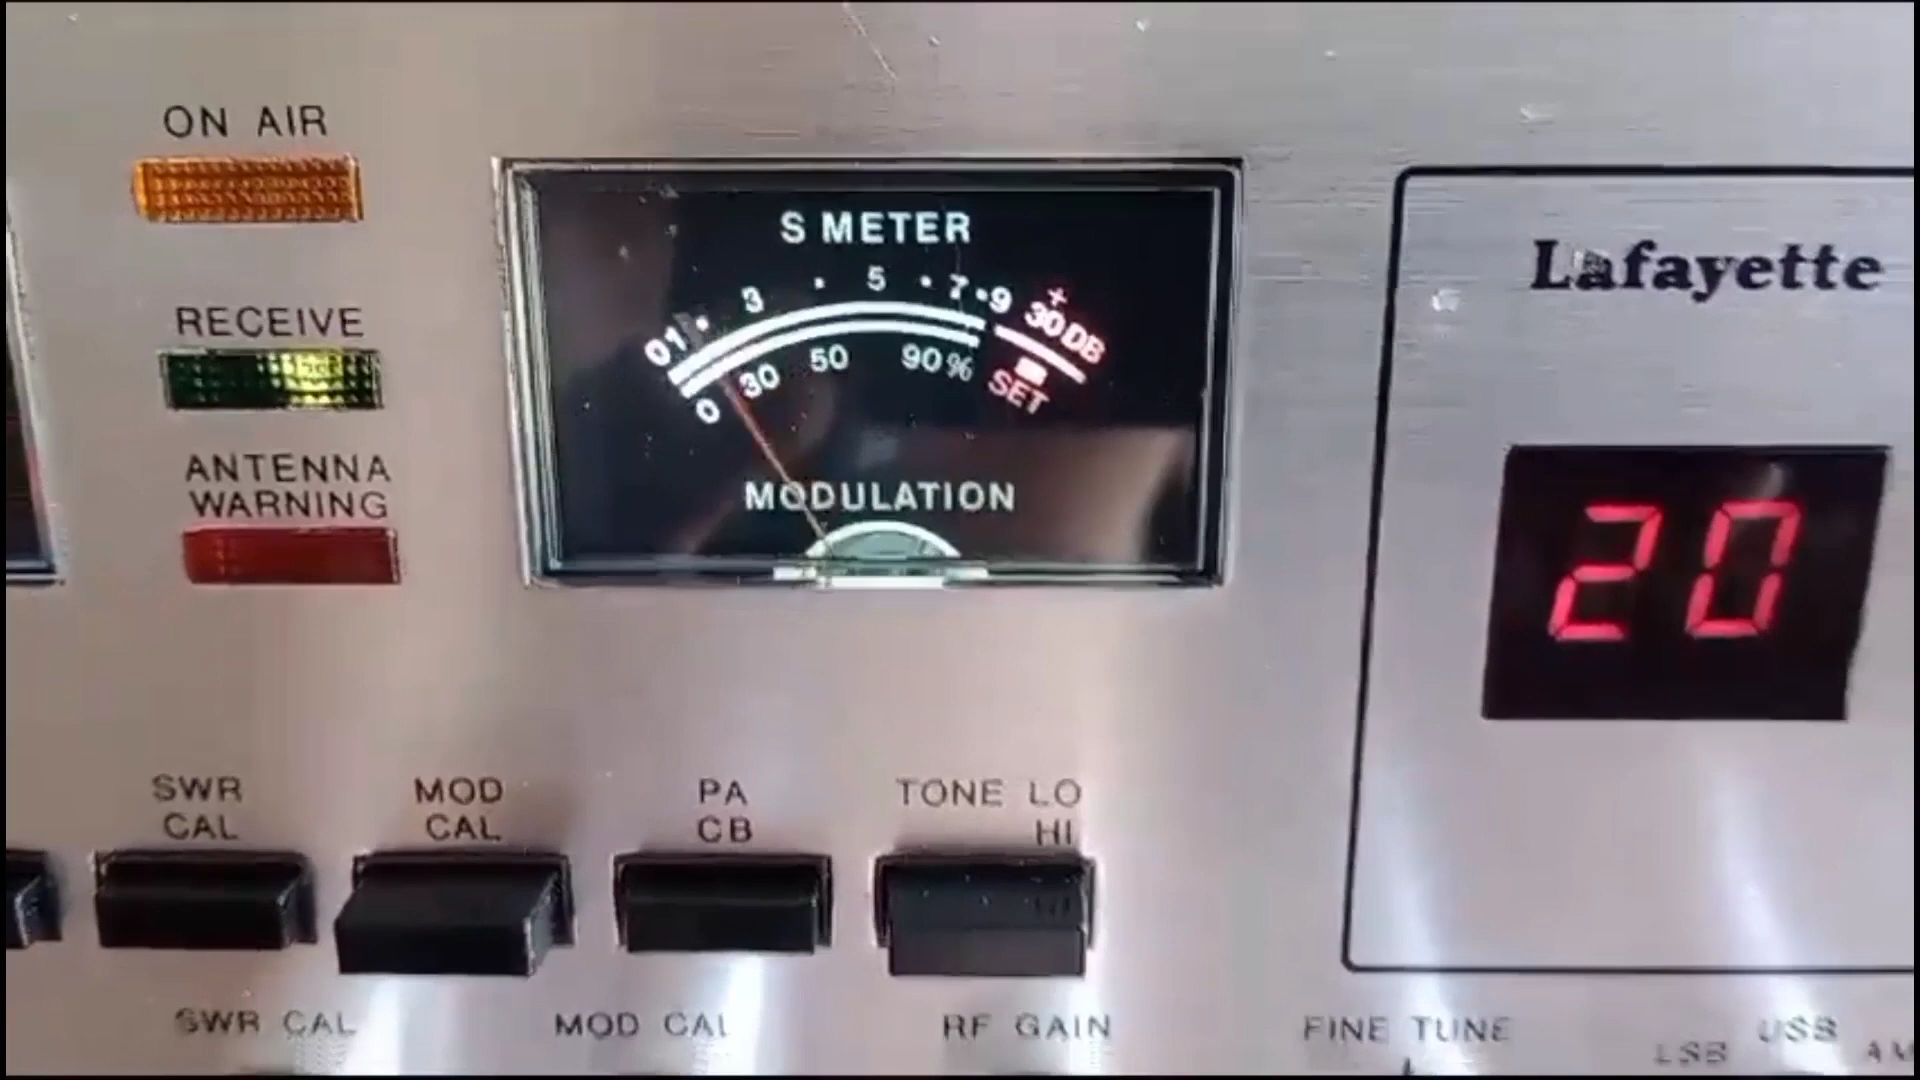 ON AIR
RECEIVE
ANTENNA
WARNING
S METER
0 1 3 5 7 9 + 30 DB
0 30 50 90 % SET
MODULATION
Lafayette
20
SWR
CAL
MOD
CAL
PA
CB
TONE LO
HI
SWR CAL
MOD CAL
RF GAIN
FINE TUNE
LSB
USB